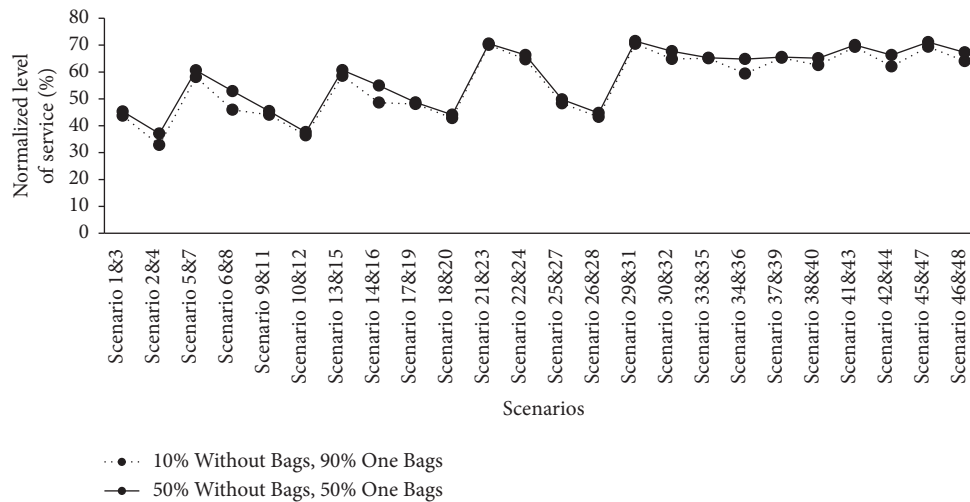 Normalized level
of service (%)
80
70
60
50
40
30
20
10
0
Scenario 1&3
Scenario 2&4
Scenario 5&7
Scenario 6&8
Scenario 9&11
Scenario 10&12
Scenario 13&15
Scenario 14&16
Scenario 17&19
Scenario 18&20
Scenario 21&23
Scenario 22&24
Scenario 25&27
Scenario 26&28
Scenario 29&31
Scenario 30&32
Scenario 33&35
Scenario 34&36
Scenario 37&39
Scenario 38&40
Scenario 41&43
Scenario 42&44
Scenario 45&47
Scenario 46&48
Scenarios
10% Without Bags, 90% One Bags
50% Without Bags, 50% One Bags